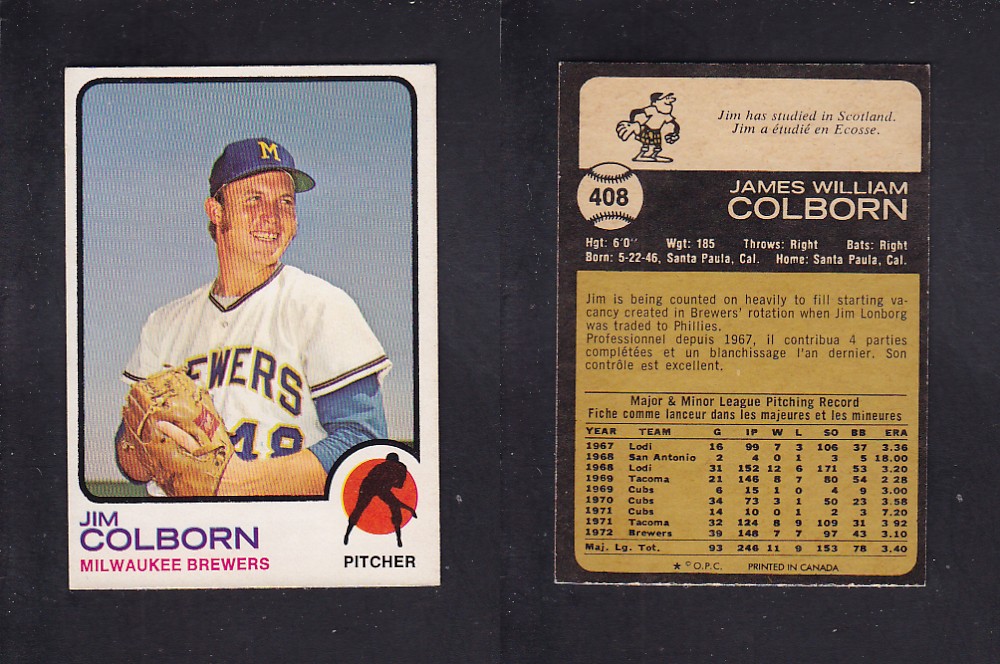 M
EWERS
48
JIM
COLBORN
MILWAUKEE BREWERS
PITCHER
Jim has studied in Scotland.
Jim a étudié en Ecosse.
408
JAMES WILLIAM
COLBORN
Hgt: 6'0" Wgt: 185 Throws: Right Bats: Right
Born: 5-22-46, Santa Paula, Cal. Home: Santa Paula, Cal.
Jim is being counted on heavily to fill starting va-
cancy created in Brewers' rotation when Jim Lonborg
was traded to Phillies.
Professionnel depuis 1967, il contribua 4 parties
complétées et un blanchissage l'an dernier. Son
contrôle est excellent.
Major & Minor League Pitching Record
Fiche comme lanceur dans les majeures et les mineures
YEAR TEAM G IP W L SO BB ERA
1967 Lodi 16 99 7 3 106 37 3.36
1968 San Antonio 2 4 0 1 3 5 18.00
1968 Lodi 31 152 12 6 171 53 3.20
1969 Tacoma 21 146 8 7 80 54 2 28
1969 Cubs 6 15 1 0 4 9 3.00
1970 Cubs 34 73 3 1 50 23 3.58
1971 Cubs 14 10 0 1 2 3 7.20
1971 Tacoma 32 124 8 9 109 31 3 92
1972 Brewers 39 148 7 7 97 43 3.10
Maj. Lg. Tot. 93 246 11 9 153 78 3.40
★ © O.P.C. PRINTED IN CANADA